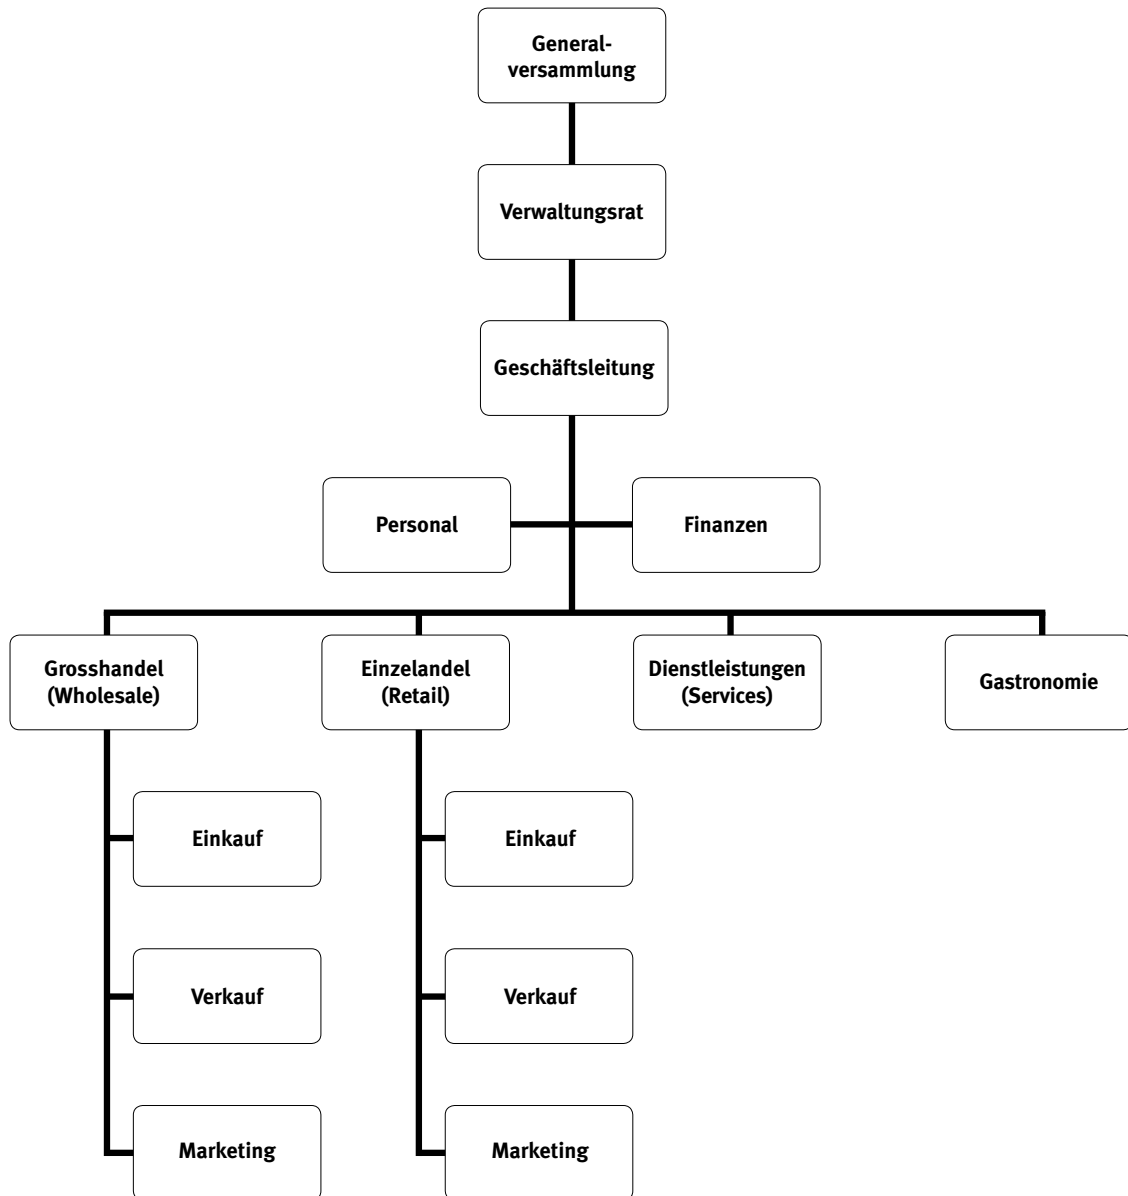 General-
versammlung
Verwaltungsrat
Geschäftsleitung
Personal
Finanzen
Grosshandel
(Wholesale)
Einzelandel
(Retail)
Dienstleistungen
(Services)
Gastronomie
Einkauf
Einkauf
Verkauf
Verkauf
Marketing
Marketing